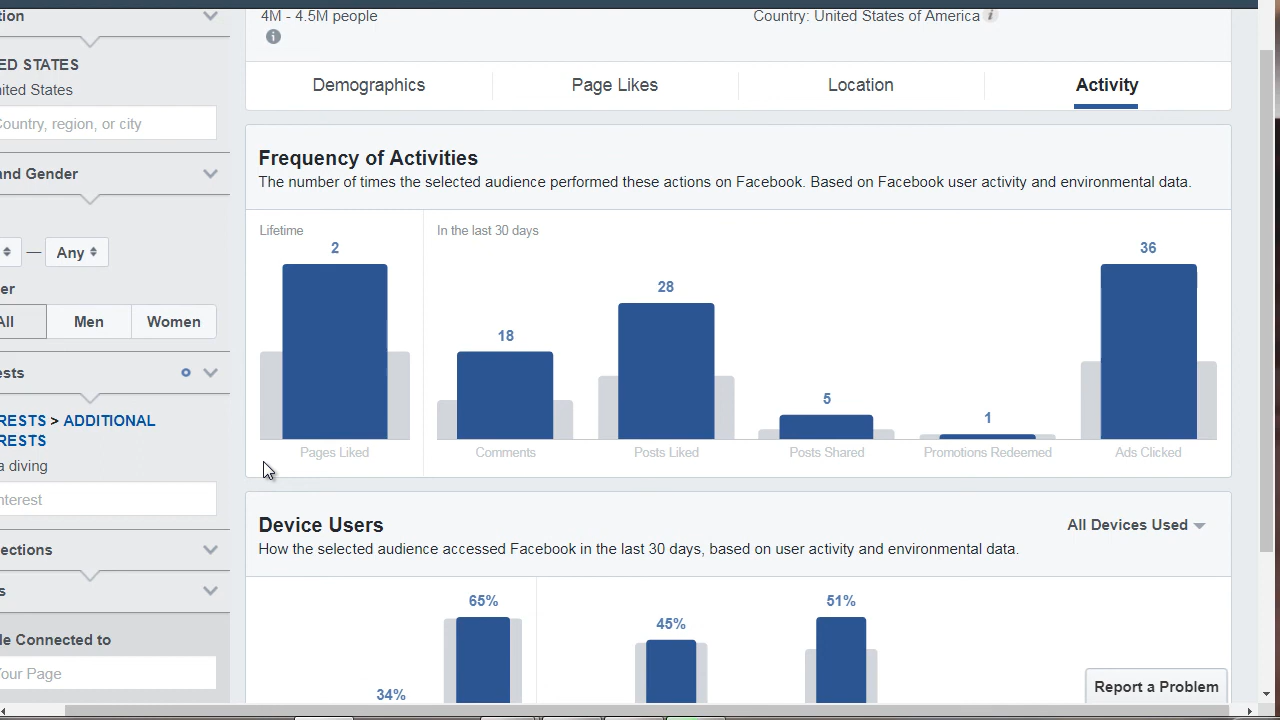 tion
ED STATES
ited States
Country, region, or city
and Gender
— Any
er
All Men Women
ests
RESTS > ADDITIONAL
RESTS
a diving
nterest
ections
s
le Connected to
Your Page
4M - 4.5M people
Country: United States of America
Demographics Page Likes Location Activity
Frequency of Activities
The number of times the selected audience performed these actions on Facebook. Based on Facebook user activity and environmental data.
Lifetime In the last 30 days
2 18 28 5 1 36
Pages Liked Comments Posts Liked Posts Shared Promotions Redeemed Ads Clicked
Device Users
All Devices Used
How the selected audience accessed Facebook in the last 30 days, based on user activity and environmental data.
34% 65% 45% 51%
Report a Problem